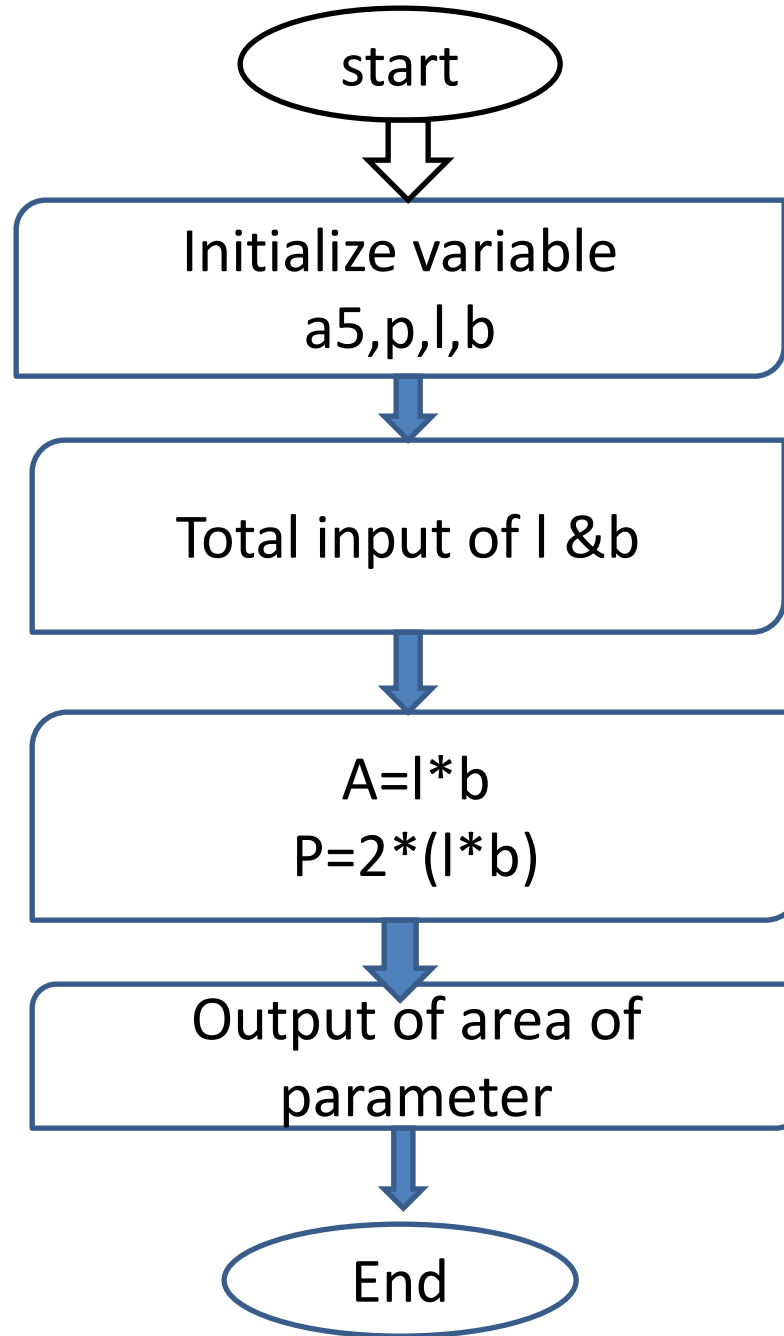 start
Initialize variable
a5,p,l,b
Total input of l &b
A=l*b
P=2*(l*b)
Output of area of
parameter
End